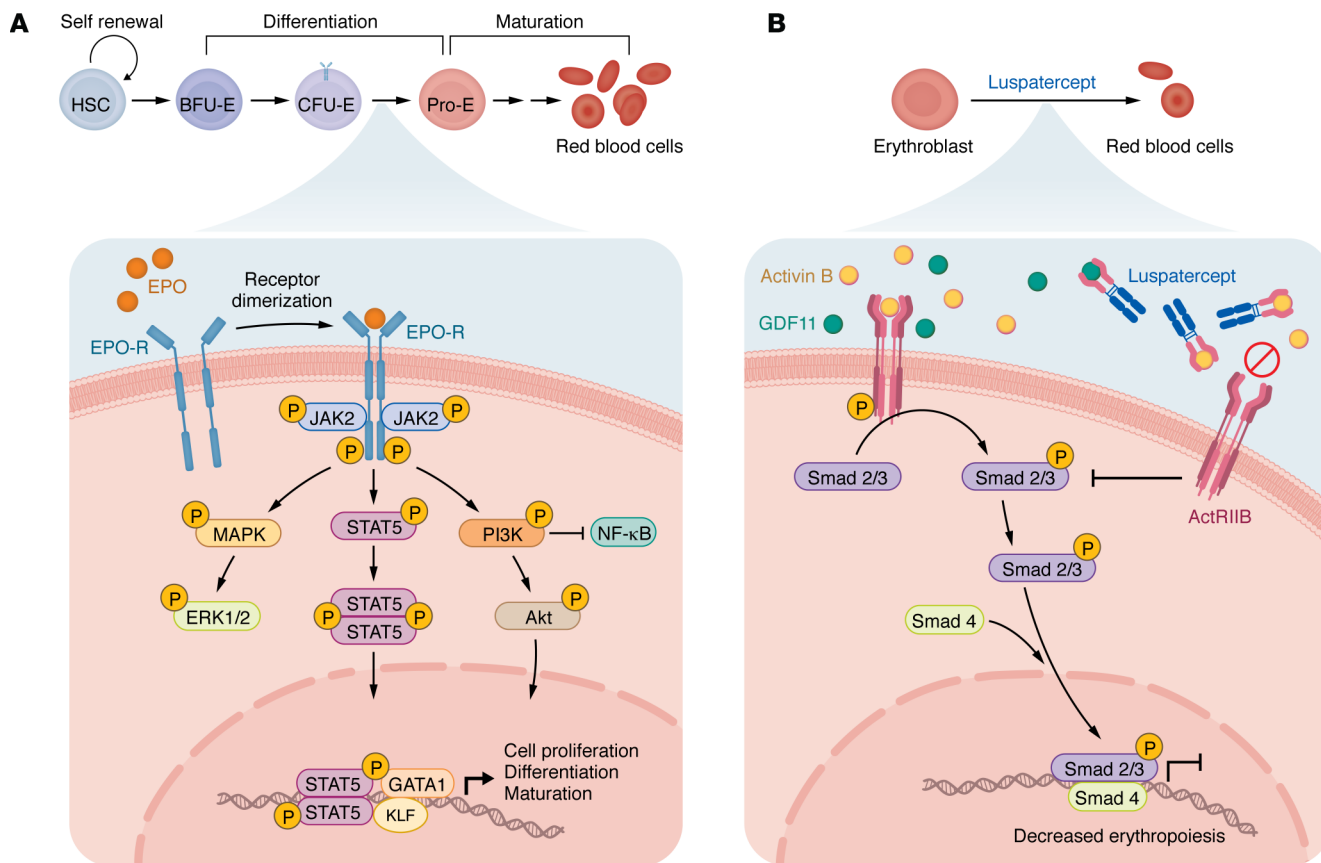 A
Self renewal
Differentiation
Maturation
HSC
BFU-E
CFU-E
Pro-E
Red blood cells
EPO
Receptor
dimerization
EPO-R
EPO-R
P
JAK2
JAK2
P
P
P
P
MAPK
STAT5
P
PI3K
P
NF-κB
P
ERK1/2
STAT5
P
P
STAT5
Akt
P
Cell proliferation
Differentiation
Maturation
STAT5
P
GATA1
P
STAT5
KLF
B
Luspatercept
Erythroblast
Red blood cells
Activin B
GDF11
Luspatercept
P
Smad 2/3
Smad 2/3
P
ActRIIB
Smad 2/3
P
Smad 4
Smad 2/3
P
Smad 4
Decreased erythropoiesis